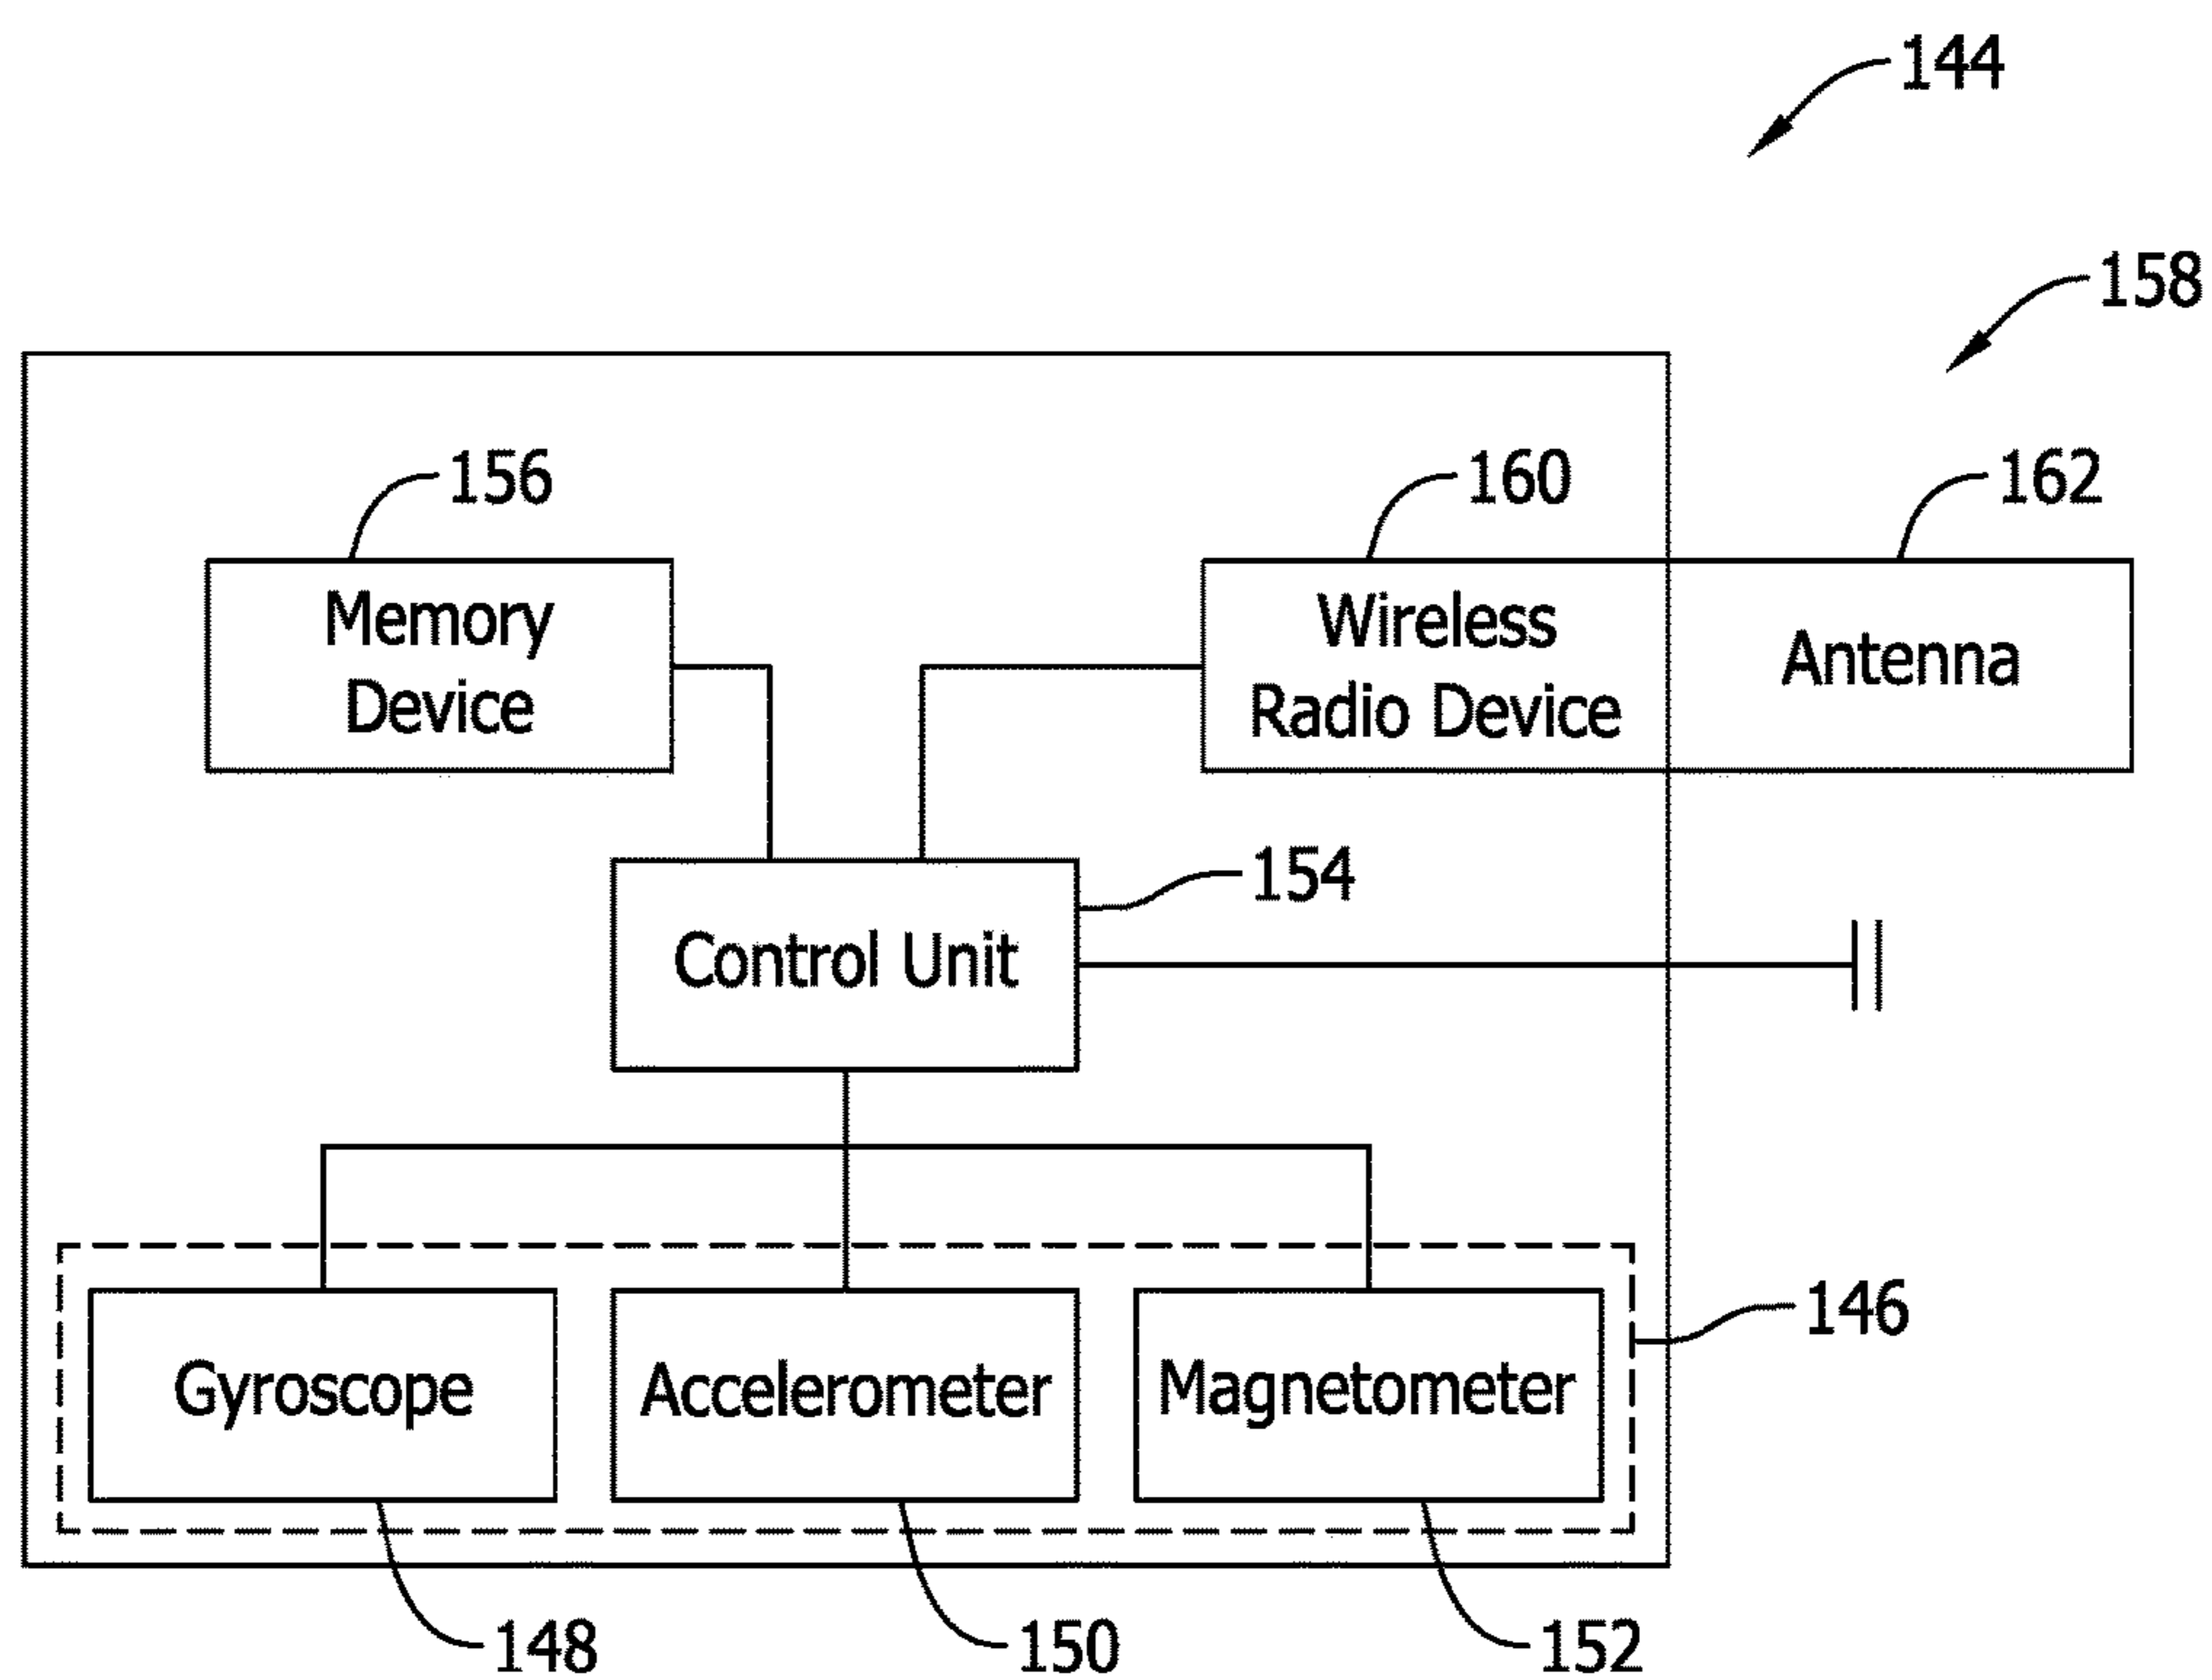 144
158
156
160
162
Memory
Device
Wireless
Radio Device
Antenna
154
Control Unit
146
Gyroscope
Accelerometer
Magnetometer
148
150
152